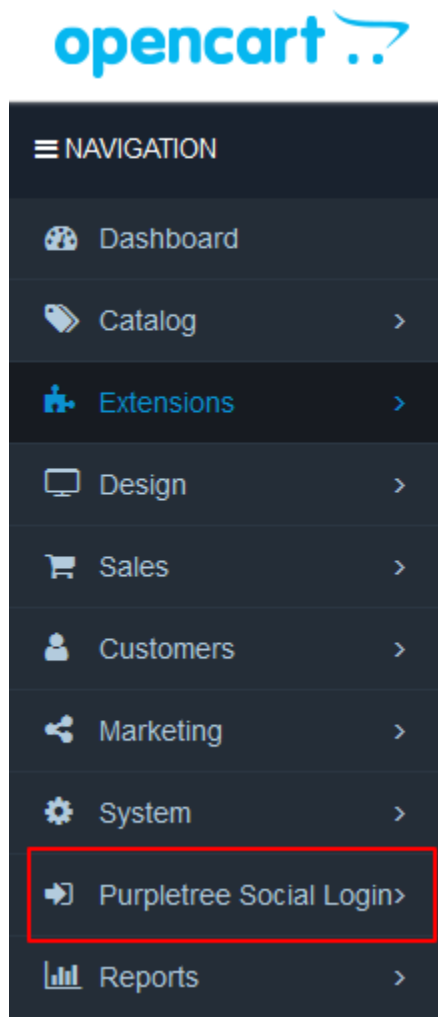 opencart
NAVIGATION
Dashboard
Catalog
Extensions
Design
Sales
Customers
Marketing
System
Purpletree Social Login
Reports